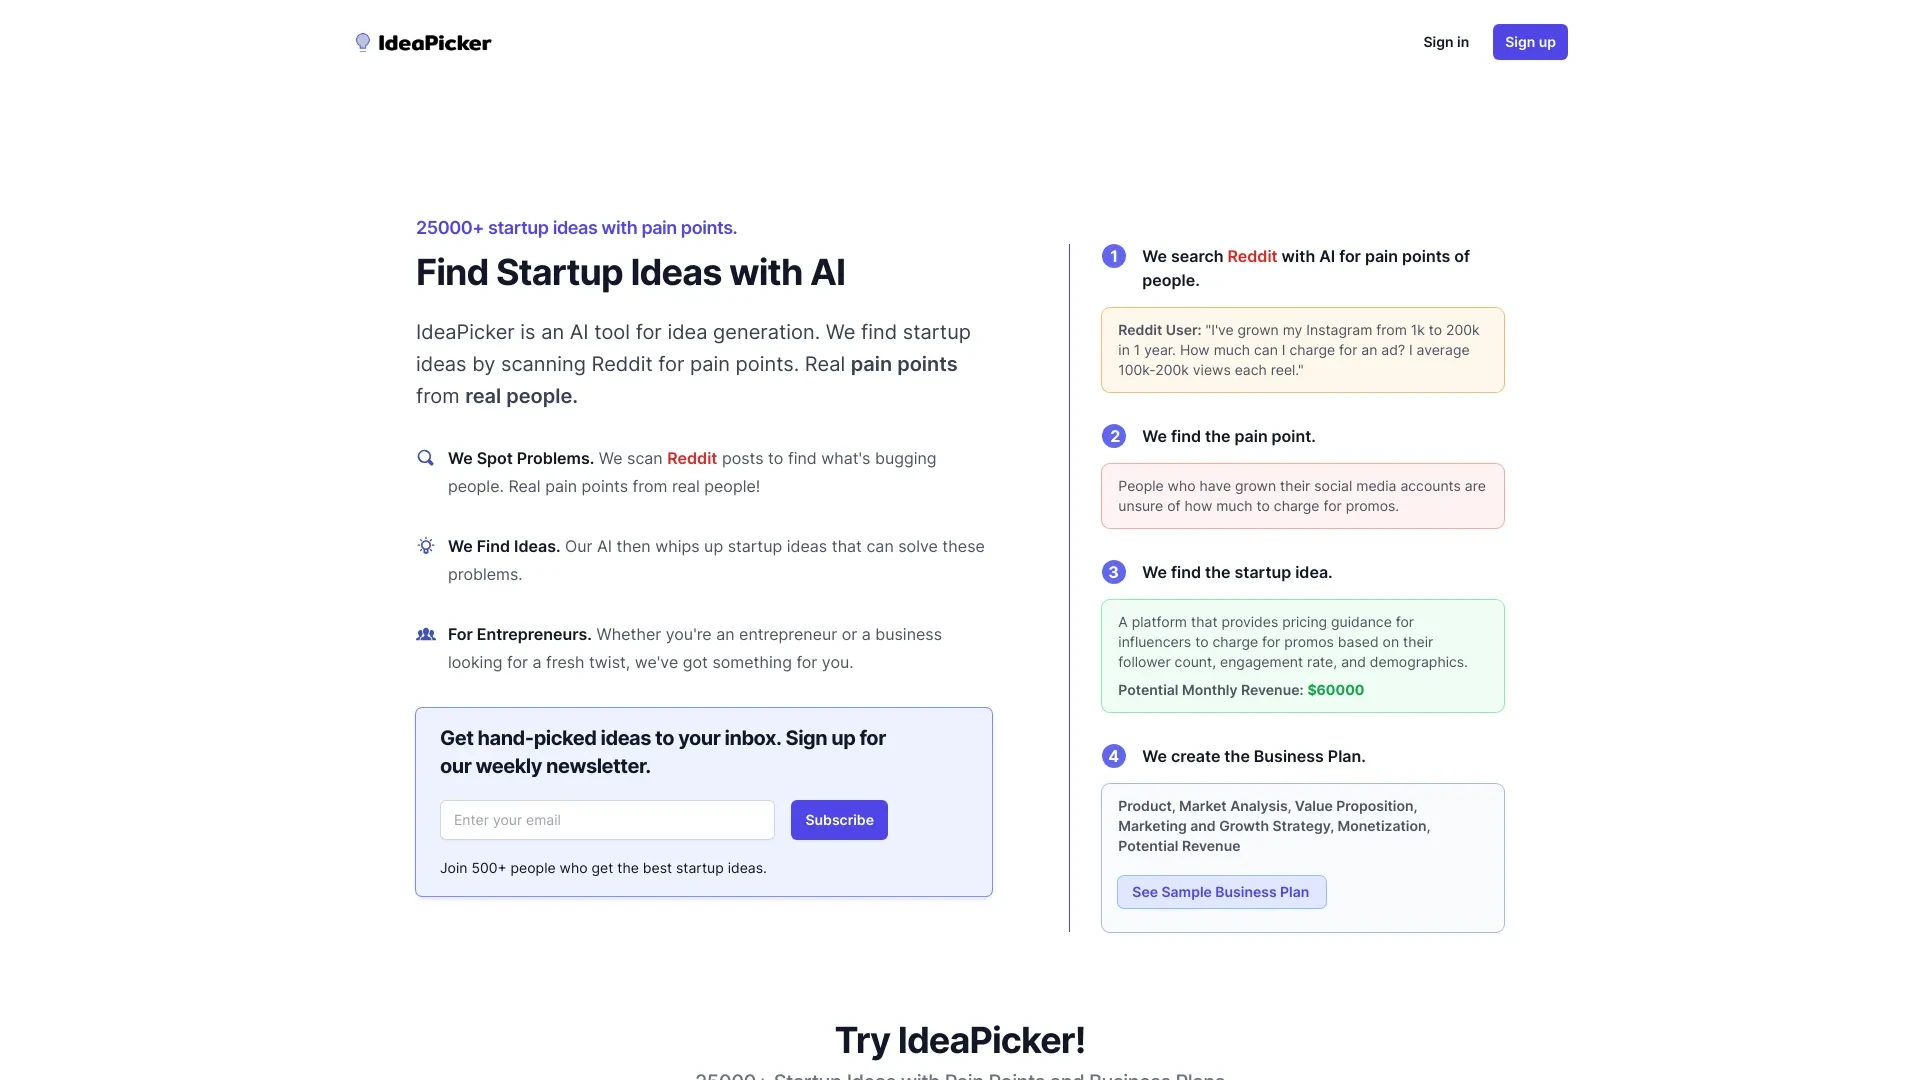 IdeaPicker
Sign in
Sign up
25000+ startup ideas with pain points.
Find Startup Ideas with AI
IdeaPicker is an AI tool for idea generation. We find startup
ideas by scanning Reddit for pain points. Real pain points
from real people.
We Spot Problems. We scan Reddit posts to find what's bugging
people. Real pain points from real people!
We Find Ideas. Our AI then whips up startup ideas that can solve these
problems.
For Entrepreneurs. Whether you're an entrepreneur or a business
looking for a fresh twist, we've got something for you.
Get hand-picked ideas to your inbox. Sign up for
our weekly newsletter.
Enter your email
Subscribe
Join 500+ people who get the best startup ideas.
1
We search Reddit with AI for pain points of
people.
Reddit User: "I've grown my Instagram from 1k to 200k
in 1 year. How much can I charge for an ad? I average
100k-200k views each reel."
2
We find the pain point.
People who have grown their social media accounts are
unsure of how much to charge for promos.
3
We find the startup idea.
A platform that provides pricing guidance for
influencers to charge for promos based on their
follower count, engagement rate, and demographics.
Potential Monthly Revenue: $60000
4
We create the Business Plan.
Product, Market Analysis, Value Proposition,
Marketing and Growth Strategy, Monetization,
Potential Revenue
See Sample Business Plan
Try IdeaPicker!
25000+ Startup Ideas with Pain Points and Business Plans